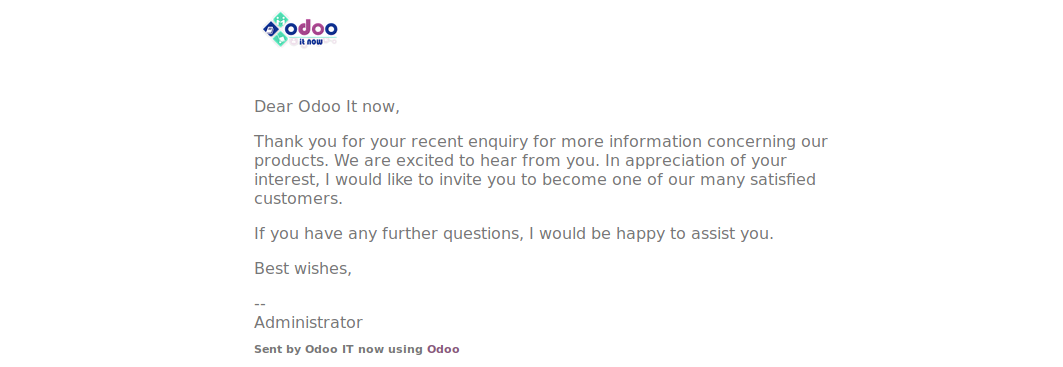 odoo
it now
Dear Odoo It now,
Thank you for your recent enquiry for more information concerning our
products. We are excited to hear from you. In appreciation of your
interest, I would like to invite you to become one of our many satisfied
customers.
If you have any further questions, I would be happy to assist you.
Best wishes,
--
Administrator
Sent by Odoo IT now using Odoo